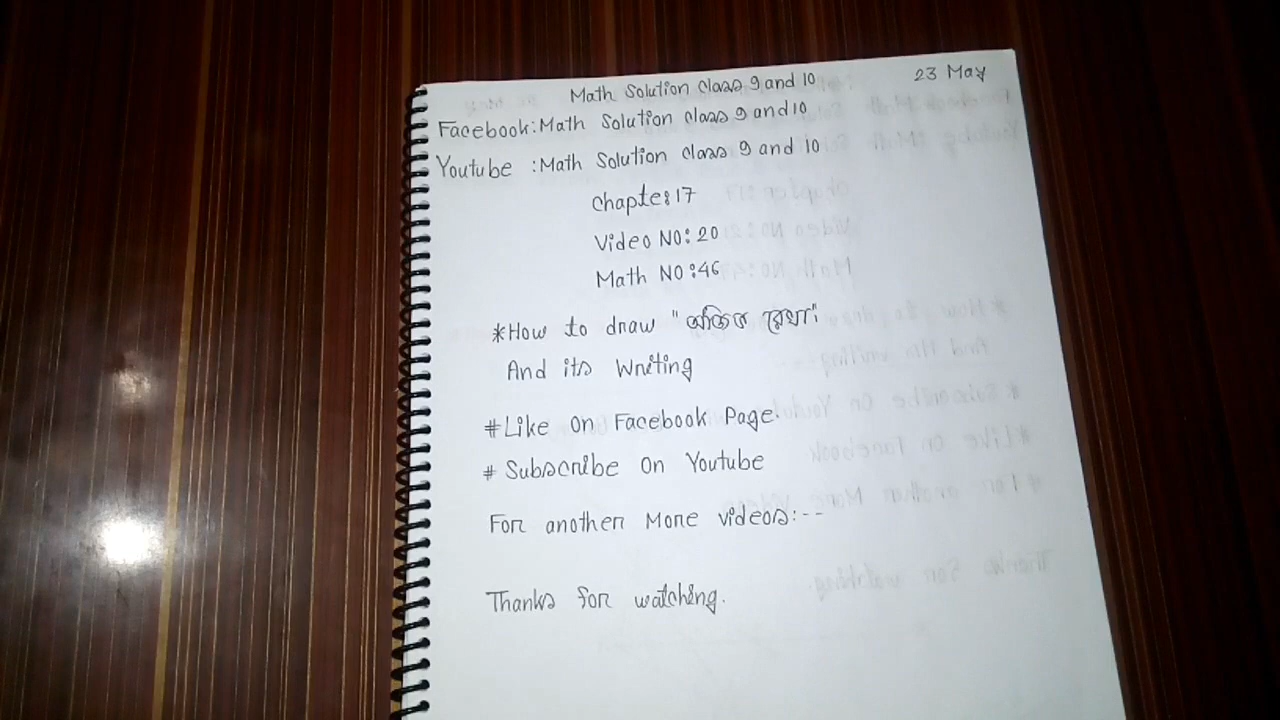 Math Solution class 9 and 10
23 May
Facebook:Math Solution class 9 and 10
Youtube :Math Solution class 9 and 10
Chapte:17
Video NO:20
Math NO:46
*How to draw "অজিভ রেখা"
And its Writing
#Like On Facebook Page.
# Subscribe On Youtube
For another More videos:--
Thanks for watching.